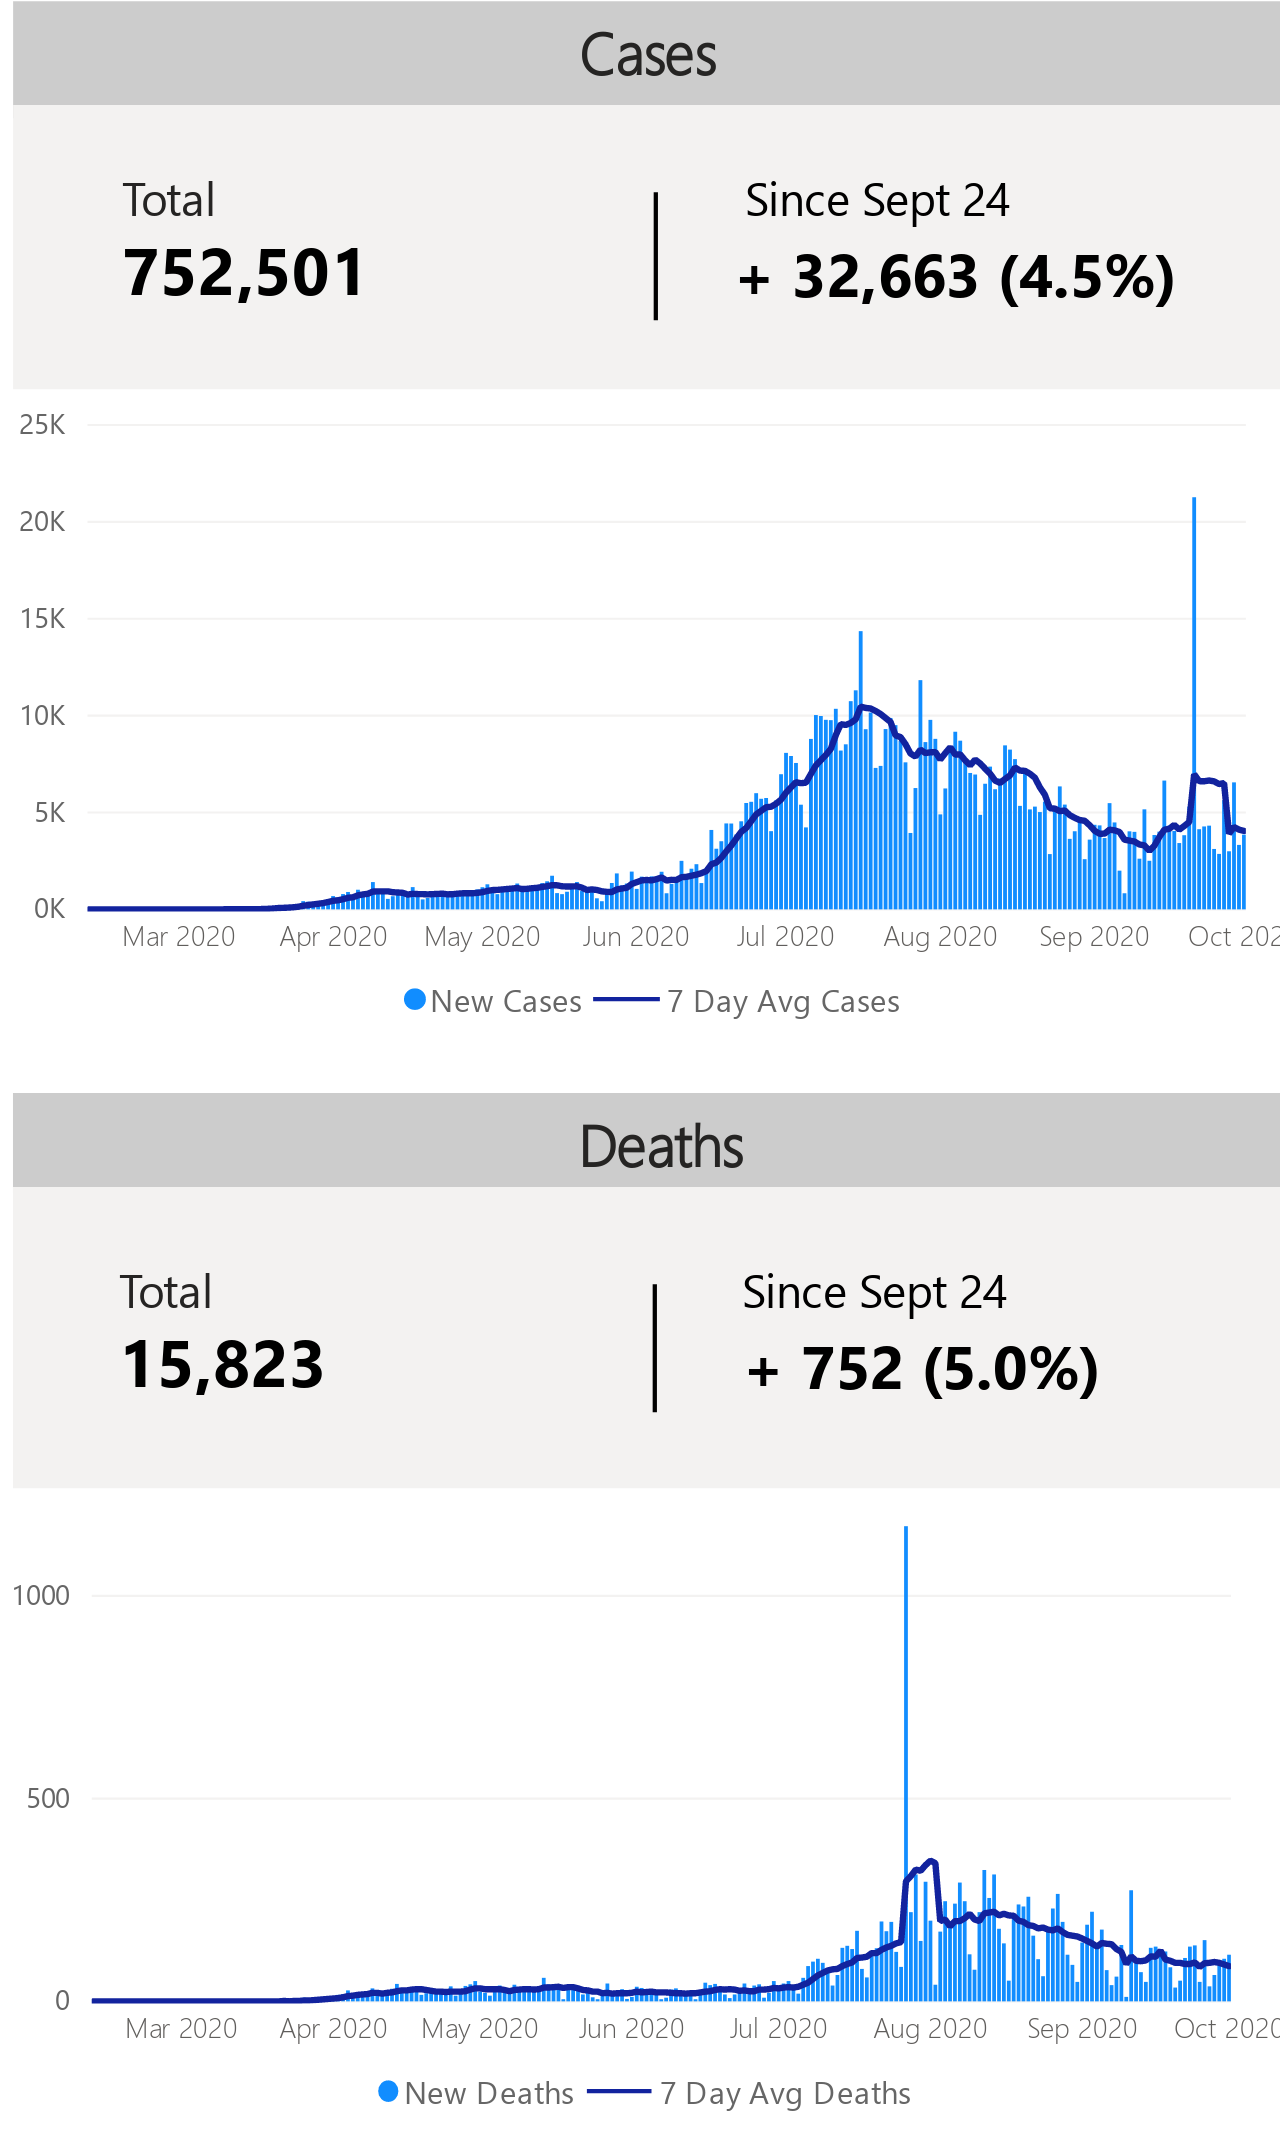 Cases
Total
Since Sept 24
752,501
+ 32,663 (4.5%)
25K
20K
15K
10K
5K
0K
Mar 2020 Apr 2020 May 2020 Jun 2020 Jul 2020 Aug 2020 Sep 2020 Oct 202
New Cases 7 Day Avg Cases
Deaths
Total
Since Sept 24
15,823
+ 752 (5.0%)
1000
500
0
Mar 2020 Apr 2020 May 2020 Jun 2020 Jul 2020 Aug 2020 Sep 2020 Oct 2020
New Deaths 7 Day Avg Deaths